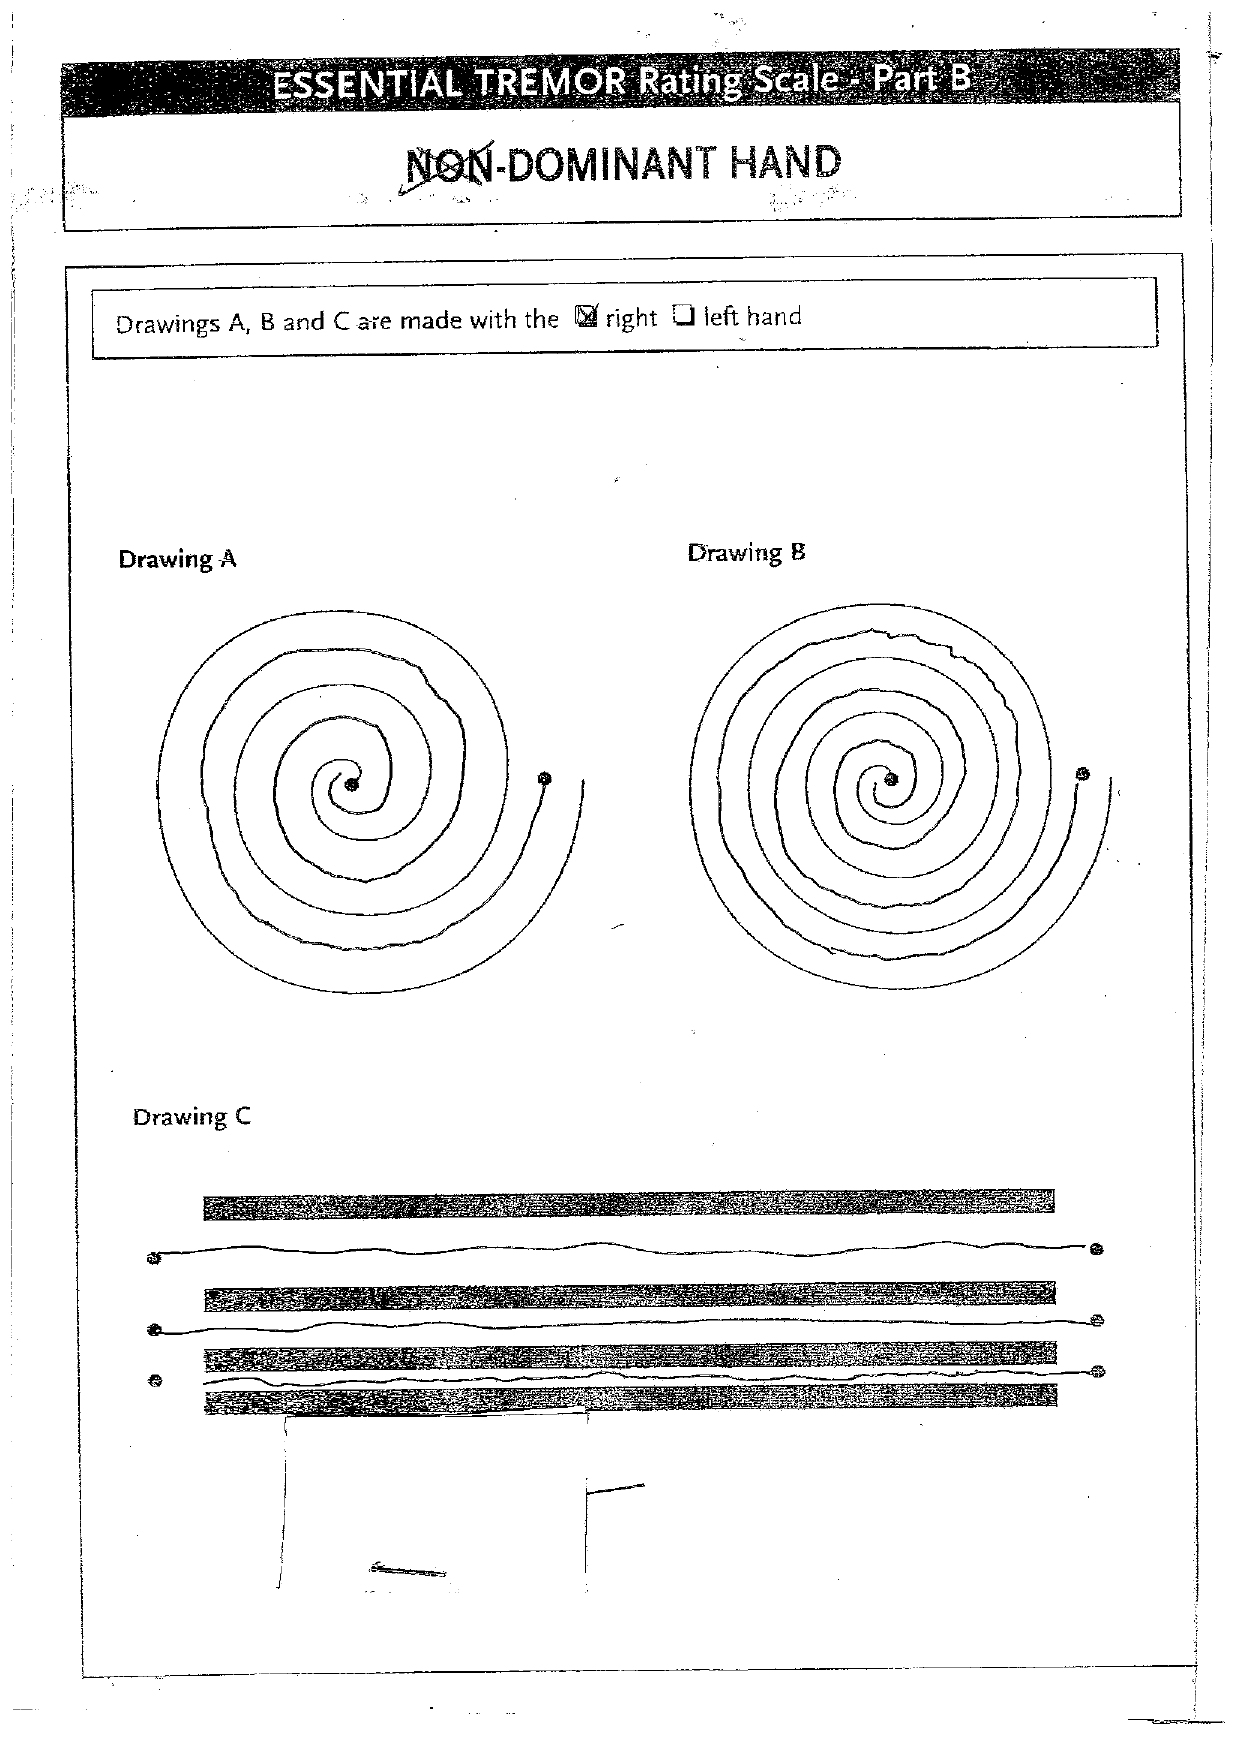 ESSENTIAL TREMOR Rating Scale - Part B
NON-DOMINANT HAND
Drawings A, B and C are made with the ☒ right ☐ left hand
Drawing A
Drawing B
Drawing C